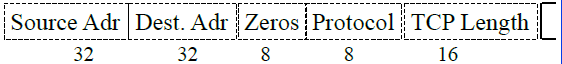 Source Adr Dest. Adr Zeros Protocol TCP Length
32 32 8 8 16